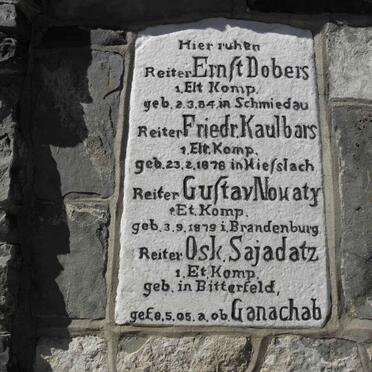 Hier ruhen
Reiter Ernst Dobers
1. Elt Komp.
geb. 2.3.84. in Schmiedau
Reiter Friedr. Kaulbars
1. Elt. Komp.
geb. 23.2.1878 in Hiefslach
Reiter Gustav Nowaty
1 Et. Komp.
geb. 3.9.1879 i. Brandenburg
Reiter Osk. Sajadatz
1. Et. Komp.
geb. in Bitterfeld,
gef. 8.5.05. a. ob. Ganachab